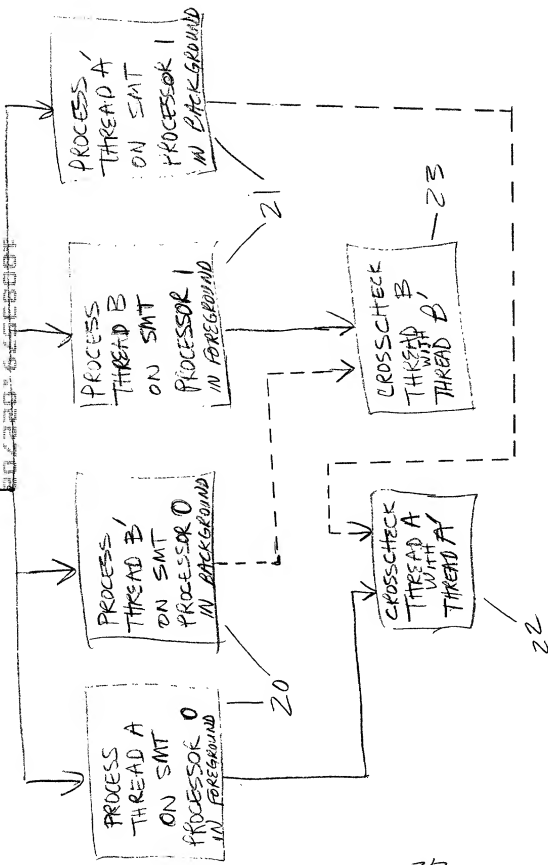 PROCESS
THREAD A
ON SMT
PROCESSOR 0
IN FOREGROUND
PROCESS
THREAD B'
ON SMT
PROCESSOR 0
IN BACKGROUND
20
PROCESS
THREAD B
ON SMT
PROCESSOR 1
IN FOREGROUND
PROCESS
THREAD A'
ON SMT
PROCESSOR 1
IN BACKGROUND
21
CROSSCHECK
THREAD A
WITH
THREAD A'
22
CROSSCHECK
THREAD B
WITH
THREAD B'
23